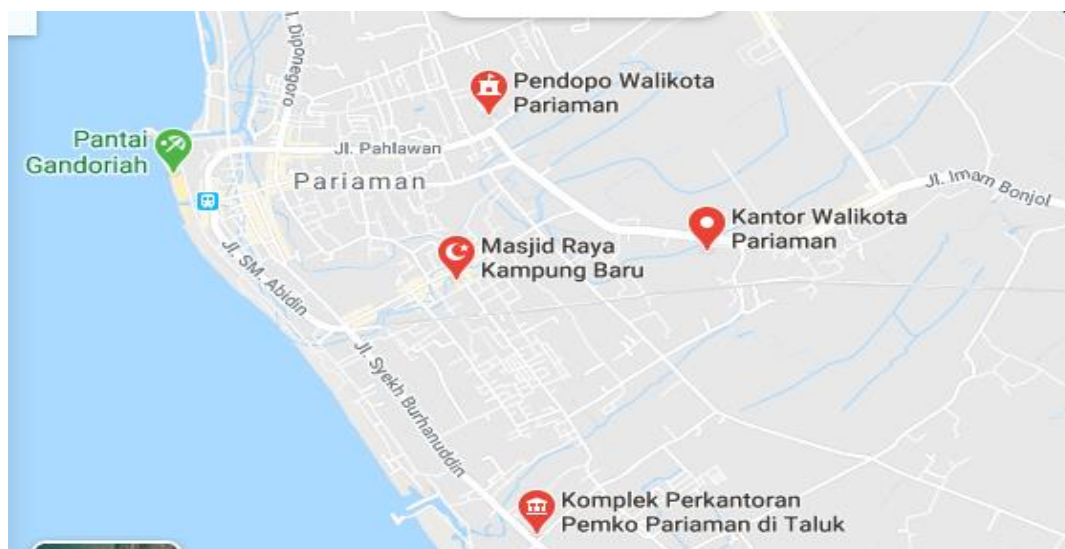 Jl. Diponegoro
Pendopo Walikota
Pariaman
Pantai
Gandoriah
Jl. Pahlawan
Pariaman
Jl. Imam Bonjol
Kantor Walikota
Pariaman
Masjid Raya
Kampung Baru
Jl. SM. Abidin
Jl. Syekh Burhanuddin
Komplek Perkantoran
Pemko Pariaman di Taluk